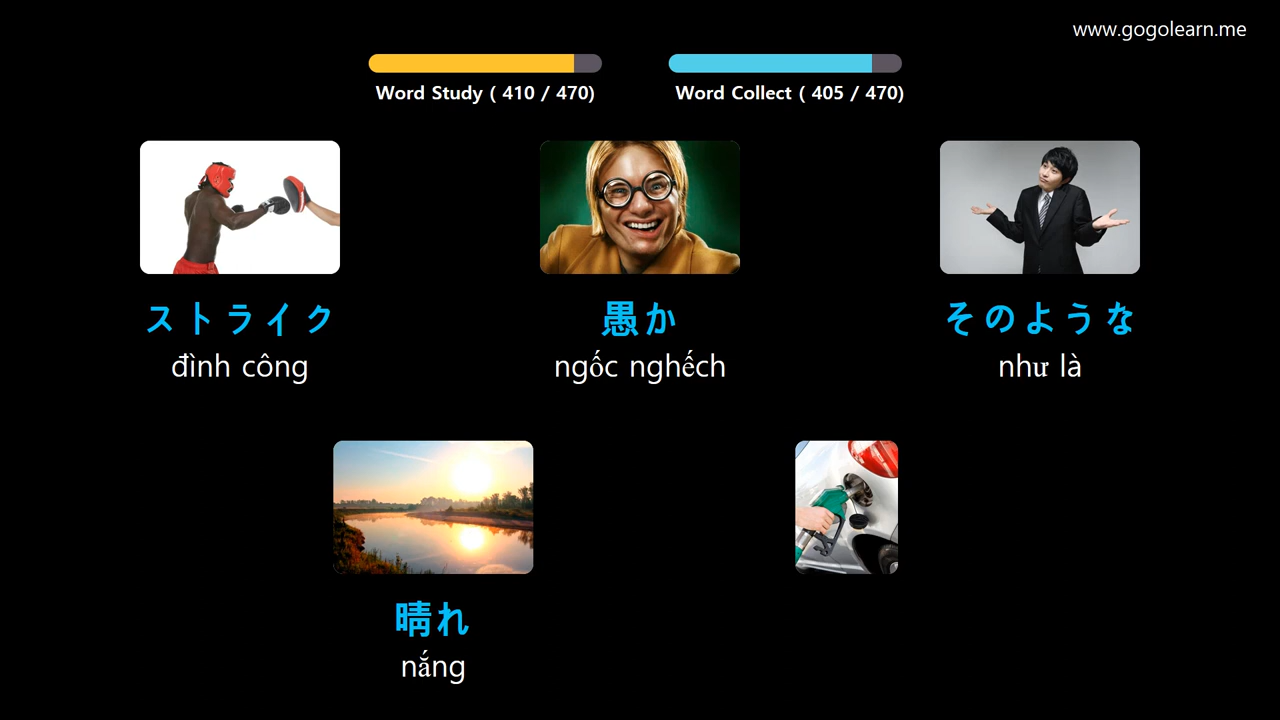 www.gogolearn.me
Word Study ( 410 / 470)
Word Collect ( 405 / 470)
ストライク
đình công
愚か
ngốc nghếch
そのような
như là
晴れ
nắng